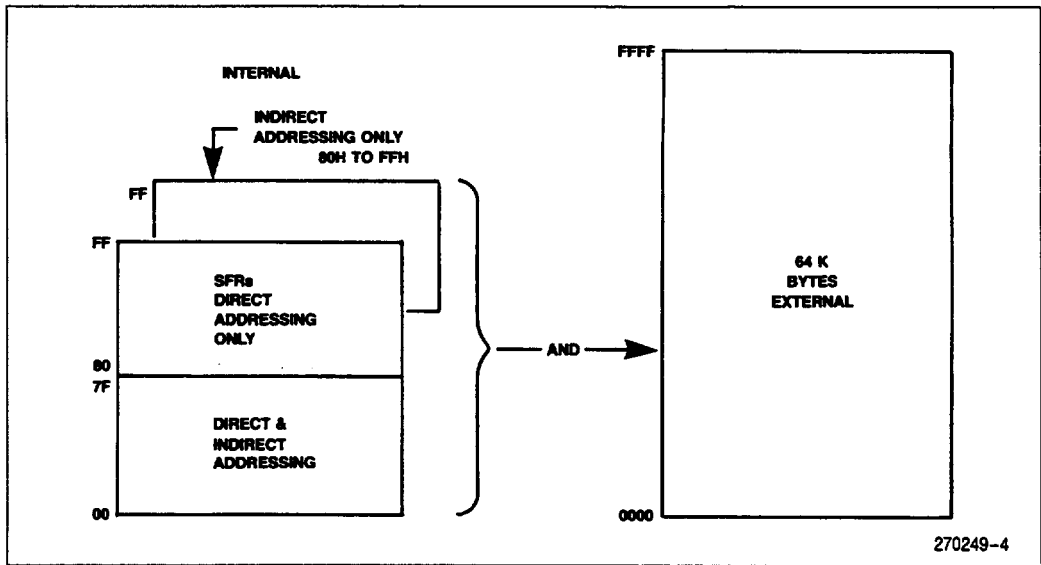 INTERNAL
INDIRECT
ADDRESSING ONLY
80H TO FFH
FF
FF
SFRs
DIRECT
ADDRESSING
ONLY
80
7F
DIRECT &
INDIRECT
ADDRESSING
00
AND
FFFF
64 K
BYTES
EXTERNAL
0000
270249-4